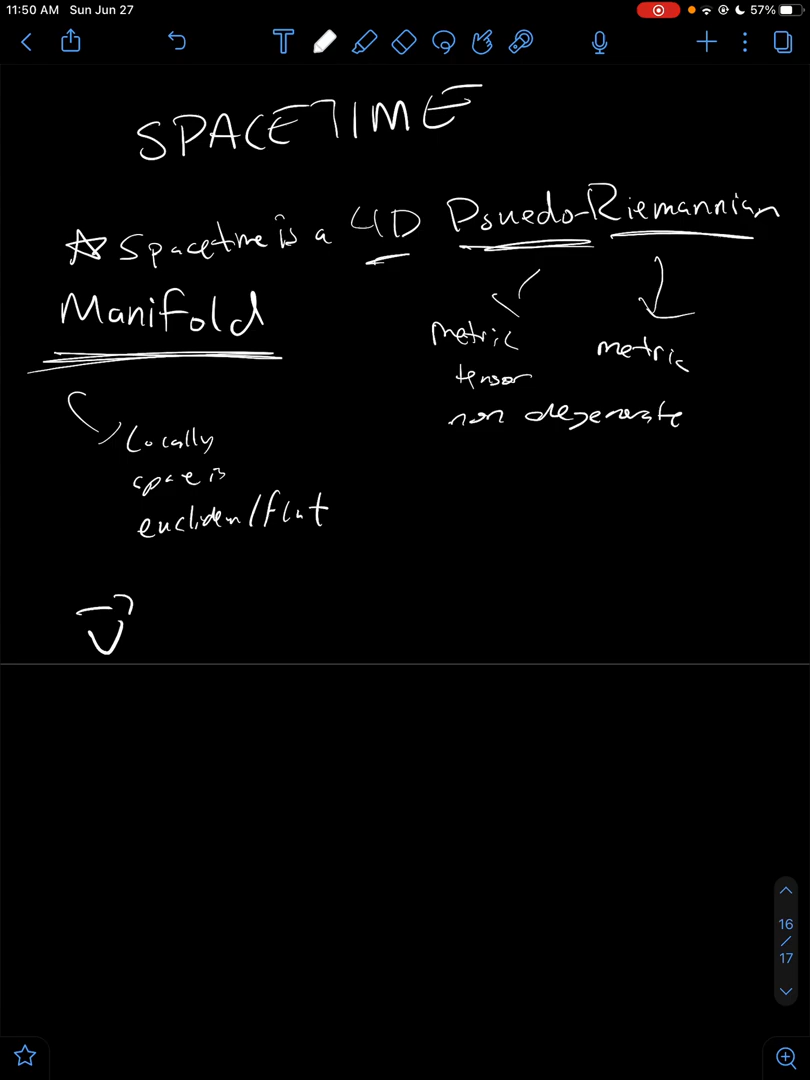 11:50 AM Sun Jun 27
57%
T
SPACETIME
☆ Spacetime is a 4D Psuedo-Riemannian
Manifold
metric
tensor
non degenerate
metric
Locally
space is
eucliden/flat
V
16
/
17